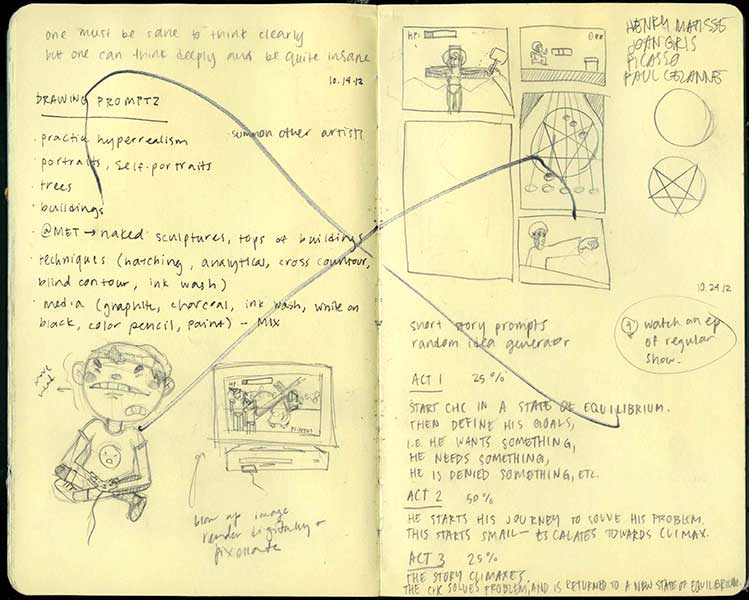 one must be sane to think clearly
but one can think deeply and be quite insane
10.19.12
DRAWING PROMPTZ
· practice hyperrealism
summon other artists
· portraits, self-portraits
· trees
· buildings
· @MET → naked sculptures, tops of buildings
· techniques (hatching, analytical, cross countour,
blind contour, ink wash)
· media (graphite, charcoal, ink wash, white on
black, color pencil, paint) – MIX
move
head
HP:
blow up image
render digitally +
pixellate
HP:
HENRY MATISSE
JOAN GRIS
PICASSO
PAUL CEZANNE
10.24.12
short story prompts
random idea generator
watch an ep
of regular
show.
ACT 1 25%
START CHC IN A STATE OF EQUILIBRIUM.
THEN DEFINE HIS GOALS,
I.E. HE WANTS SOMETHING,
HE NEEDS SOMETHING,
HE IS DENIED SOMETHING, ETC.
ACT 2 50%
HE STARTS HIS JOURNEY TO SOLVE HIS PROBLEM.
THIS STARTS SMALL – ESCALATES TOWARDS CLIMAX.
ACT 3 25%
THE STORY CLIMAXES.
THE CHC SOLVES PROBLEM, AND IS RETURNED TO A NEW STATE OF EQUILIBRIUM.